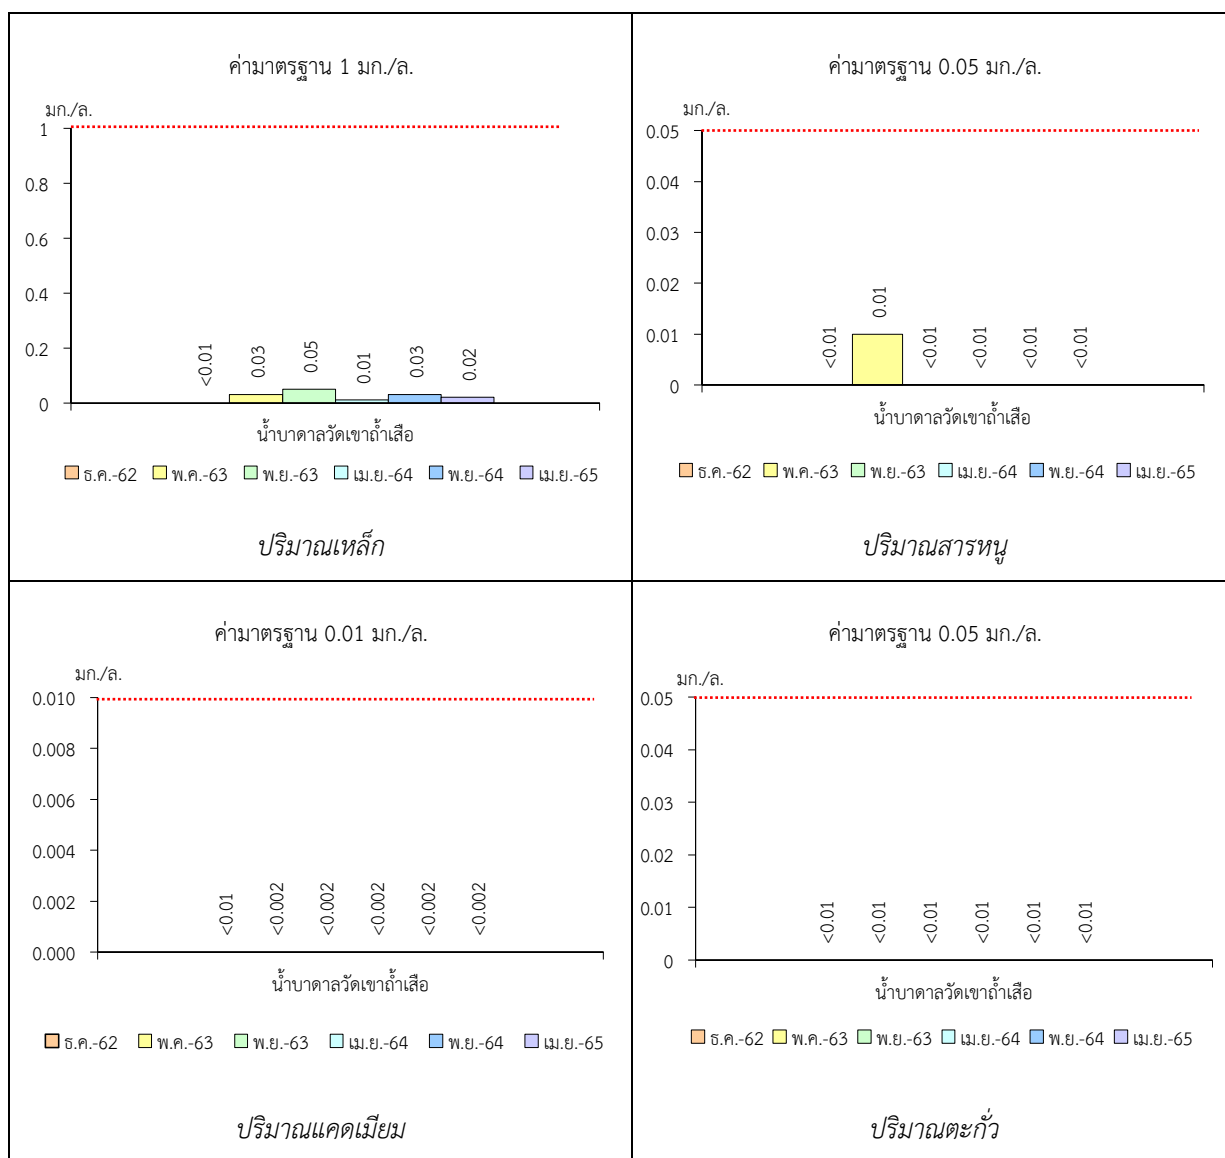 ค่ามาตรฐาน 1 มก./ล.
มก./ล.
1
0.8
0.6
0.4
0.2
0
<0.01
0.03
0.05
0.01
0.03
0.02
น้ำบาดาลวัดเขาถ้ำเสือ
ธ.ค.-62 พ.ค.-63 พ.ย.-63 เม.ย.-64 พ.ย.-64 เม.ย.-65
ปริมาณเหล็ก
ค่ามาตรฐาน 0.05 มก./ล.
มก./ล.
0.05
0.04
0.03
0.02
0.01
0
<0.01
0.01
<0.01
<0.01
<0.01
<0.01
น้ำบาดาลวัดเขาถ้ำเสือ
ธ.ค.-62 พ.ค.-63 พ.ย.-63 เม.ย.-64 พ.ย.-64 เม.ย.-65
ปริมาณสารหนู
ค่ามาตรฐาน 0.01 มก./ล.
มก./ล.
0.010
0.008
0.006
0.004
0.002
0.000
<0.01
<0.002
<0.002
<0.002
<0.002
<0.002
น้ำบาดาลวัดเขาถ้ำเสือ
ธ.ค.-62 พ.ค.-63 พ.ย.-63 เม.ย.-64 พ.ย.-64 เม.ย.-65
ปริมาณแคดเมียม
ค่ามาตรฐาน 0.05 มก./ล.
มก./ล.
0.05
0.04
0.03
0.02
0.01
0
<0.01
<0.01
<0.01
<0.01
<0.01
<0.01
น้ำบาดาลวัดเขาถ้ำเสือ
ธ.ค.-62 พ.ค.-63 พ.ย.-63 เม.ย.-64 พ.ย.-64 เม.ย.-65
ปริมาณตะกั่ว